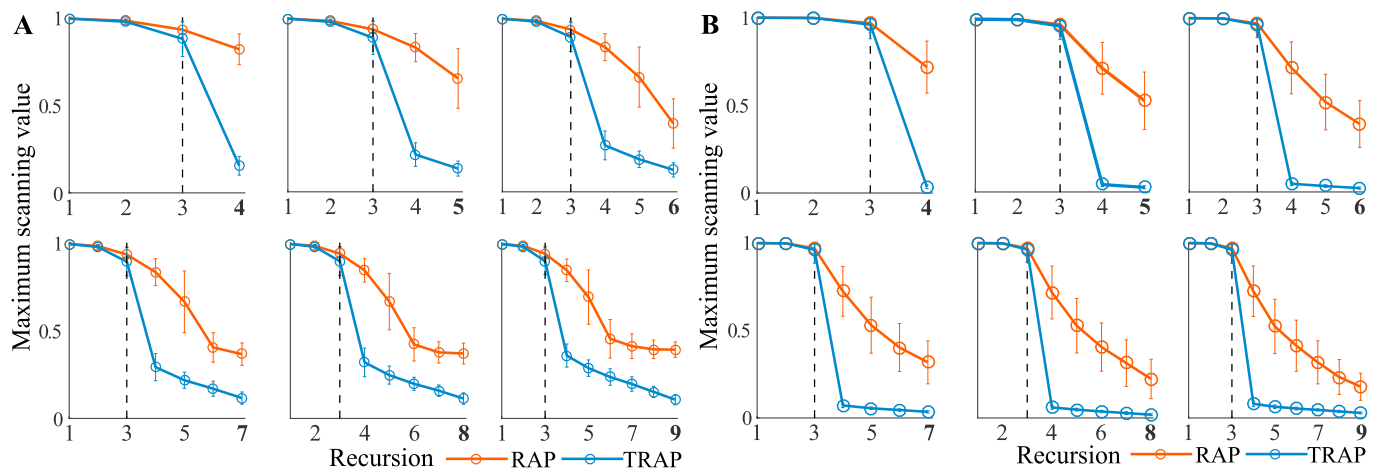 A
B
Maximum scanning value
1
0.5
0
1 2 3 4
1 2 3 4 5
1 2 3 4 5 6
1
0.5
0
1 3 5 7
2 4 6 8
1 3 5 7 9
Maximum scanning value
1
0.5
0
1 2 3 4
1 2 3 4 5
1 2 3 4 5 6
1
0.5
0
1 3 5 7
2 4 6 8
1 3 5 7 9
Recursion RAP TRAP
Recursion RAP TRAP